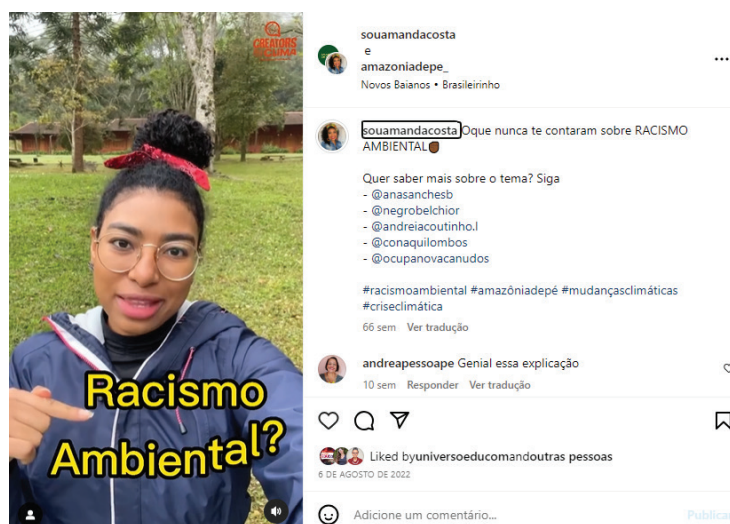 CREATORS
Racismo
Ambiental?
souamandacosta
e
amazoniadepe_
Novos Baianos • Brasileirinho
souamandacosta Oque nunca te contaram sobre RACISMO
AMBIENTAL✊🏾
Quer saber mais sobre o tema? Siga
- @anasanchesb
- @negrobelchior
- @andreiacoutinho.l
- @conaquilombos
- @ocupanovacanudos
#racismoambiental #amazôniadepé #mudançasclimáticas
#criseclimática
66 sem Ver tradução
andreapessoape Genial essa explicação
10 sem Responder Ver tradução
Liked byuniversoeducomandoutras pessoas
6 DE AGOSTO DE 2022
Adicione um comentário...
Publicar